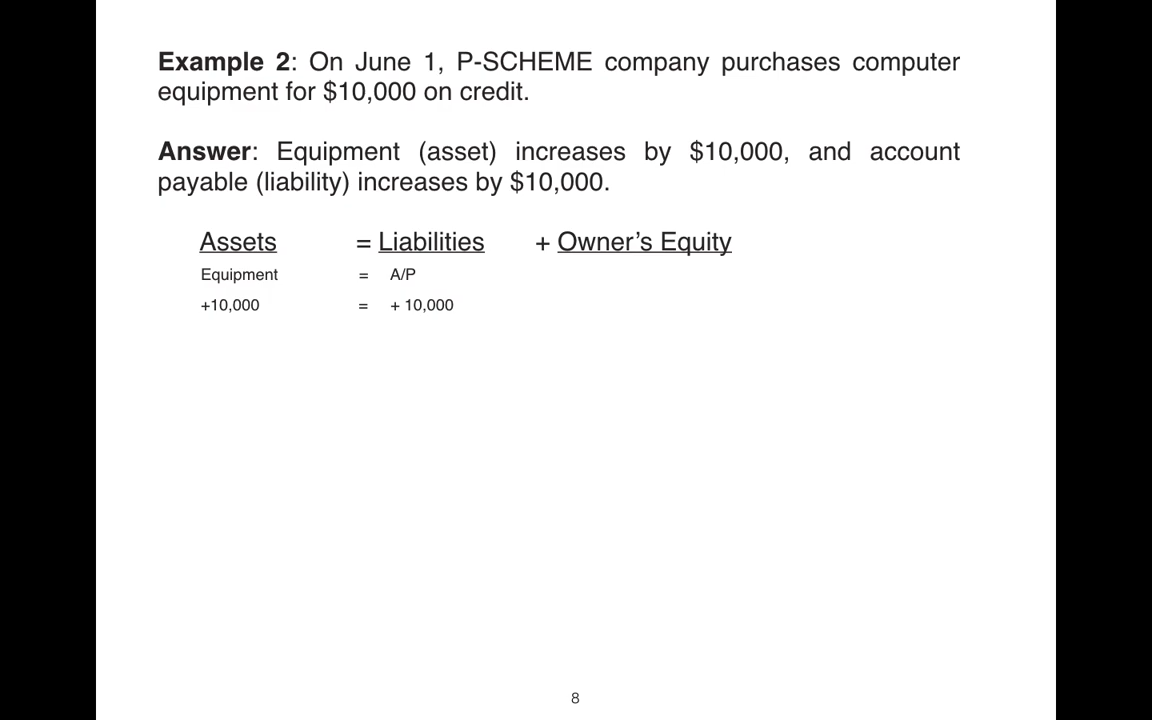 Example 2: On June 1, P-SCHEME company purchases computer
equipment for $10,000 on credit.
Answer: Equipment (asset) increases by $10,000, and account
payable (liability) increases by $10,000.
Assets = Liabilities + Owner’s Equity
Equipment = A/P
+10,000 = + 10,000
8